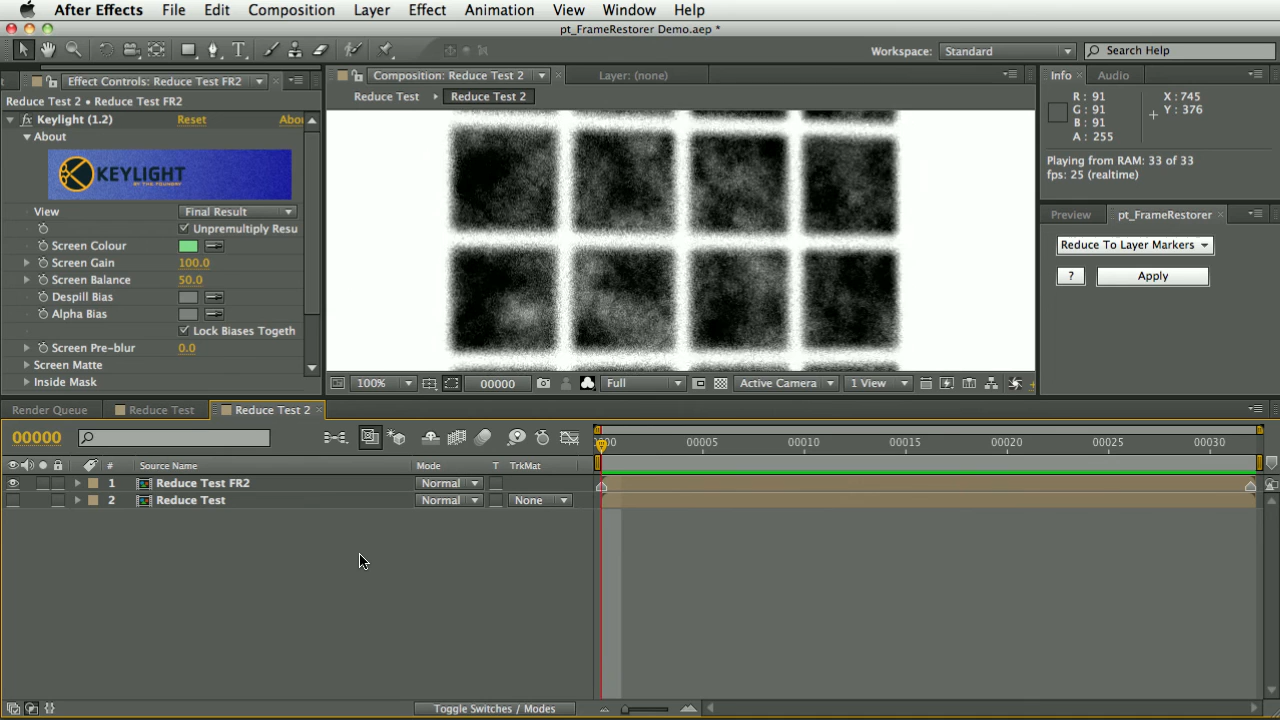 After Effects File Edit Composition Layer Effect Animation View Window Help
pt_FrameRestorer Demo.aep *
Workspace: Standard Search Help
Effect Controls: Reduce Test FR2
Composition: Reduce Test 2
Layer: (none)
Info Audio
Reduce Test 2 • Reduce Test FR2
Reduce Test Reduce Test 2
R : 91 X : 745
G : 91 Y : 376
B : 91
A : 255
Keylight (1.2) Reset Abou
About
KEYLIGHT
BY THE FOUNDRY
Playing from RAM: 33 of 33
fps: 25 (realtime)
View Final Result
Unpremultiply Resu
Screen Colour
Screen Gain 100.0
Screen Balance 50.0
Despill Bias
Alpha Bias
Lock Biases Togeth
Screen Pre-blur 0.0
Screen Matte
Inside Mask
Preview pt_FrameRestorer
Reduce To Layer Markers
? Apply
100% 00000 Full Active Camera 1 View
Render Queue Reduce Test Reduce Test 2
00000
00 00005 00010 00015 00020 00025 00030
# Source Name Mode T TrkMat
1 Reduce Test FR2 Normal
2 Reduce Test Normal None
Toggle Switches / Modes